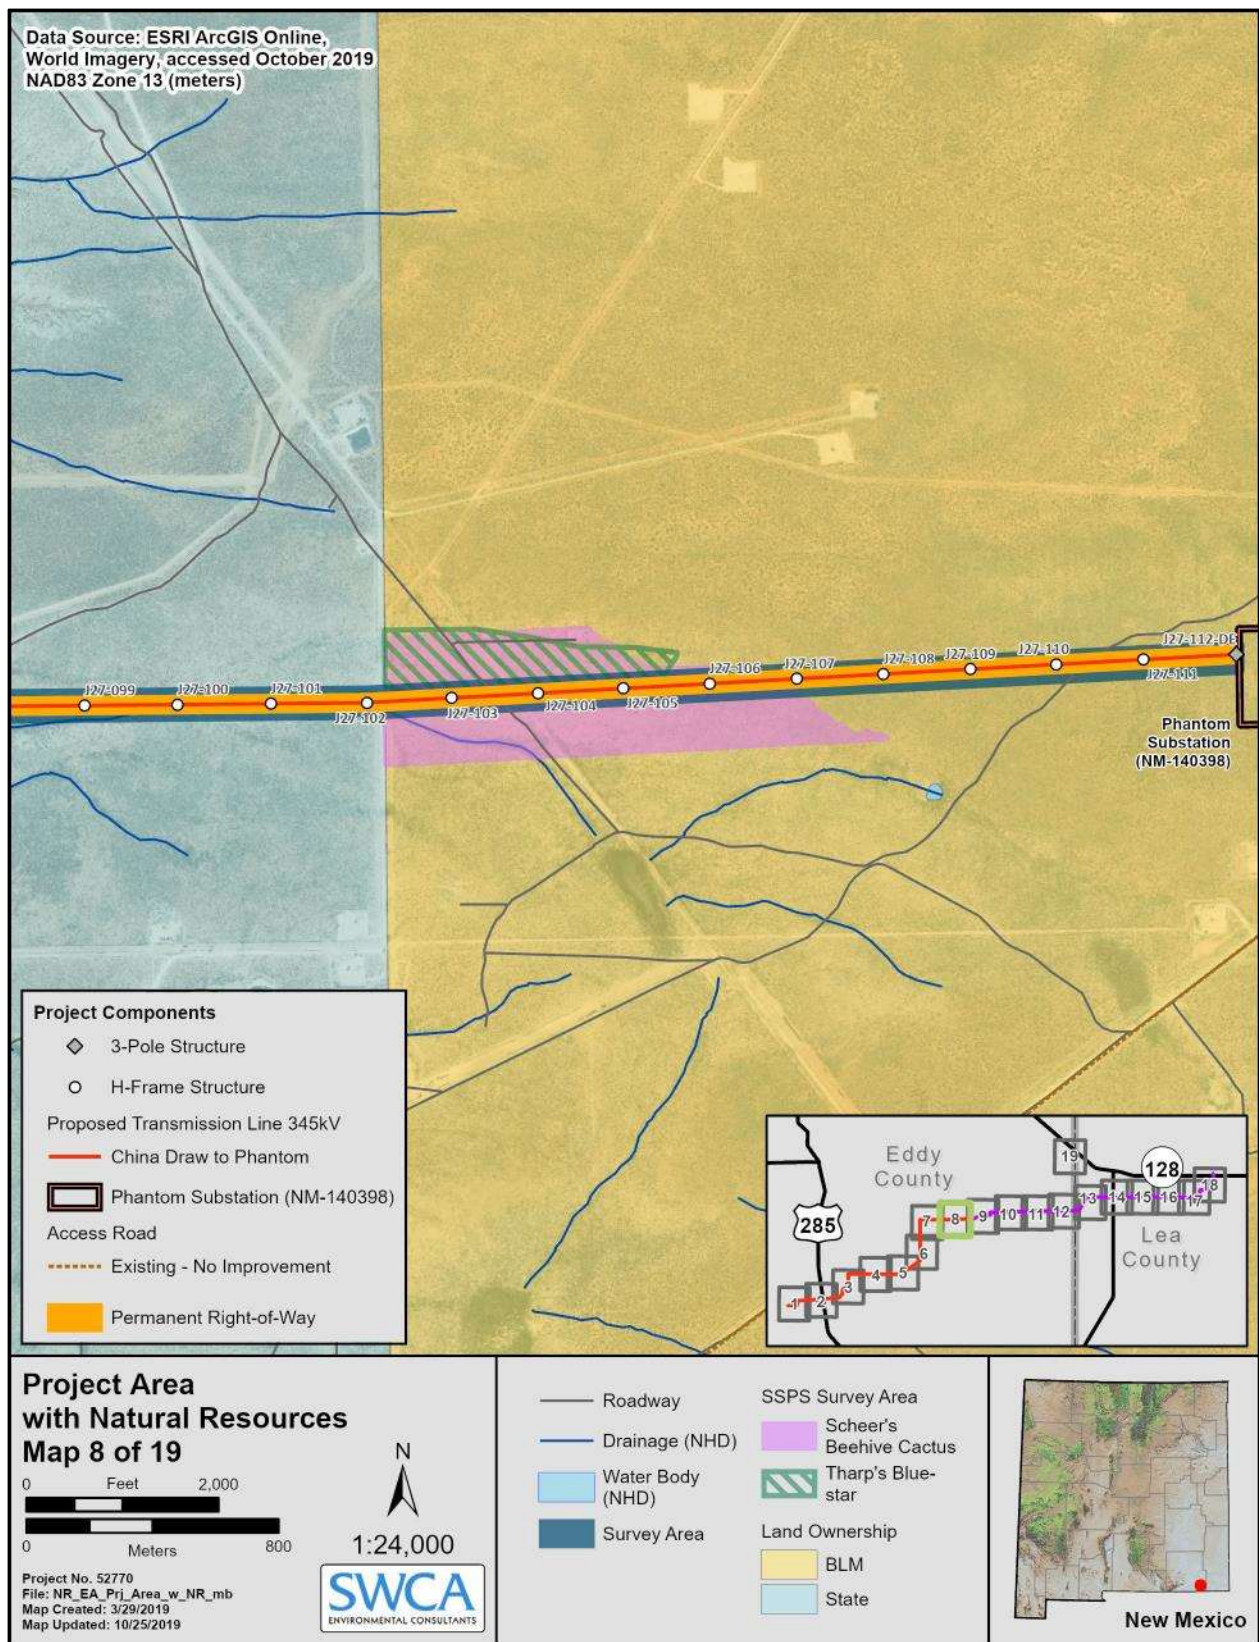 Data Source: ESRI ArcGIS Online,
World Imagery, accessed October 2019
NAD83 Zone 13 (meters)
J27-099
J27-100
J27-101
J27-102
J27-103
J27-104
J27-105
J27-106
J27-107
J27-108
J27-109
J27-110
J27-111
J27-112-DE
Phantom
Substation
(NM-140398)
Project Components
3-Pole Structure
H-Frame Structure
Proposed Transmission Line 345kV
China Draw to Phantom
Phantom Substation (NM-140398)
Access Road
Existing - No Improvement
Permanent Right-of-Way
Eddy
County
285
128
Lea
County
1
2
3
4
5
6
7
8
9
10
11
12
13
14
15
16
17
18
19
Project Area
with Natural Resources
Map 8 of 19
0 Feet 2,000
0 Meters 800
N
1:24,000
Project No. 52770
File: NR_EA_Prj_Area_w_NR_mb
Map Created: 3/29/2019
Map Updated: 10/25/2019
SWCA
ENVIRONMENTAL CONSULTANTS
Roadway
Drainage (NHD)
Water Body
(NHD)
Survey Area
SSPS Survey Area
Scheer's
Beehive Cactus
Tharp's Blue-
star
Land Ownership
BLM
State
New Mexico